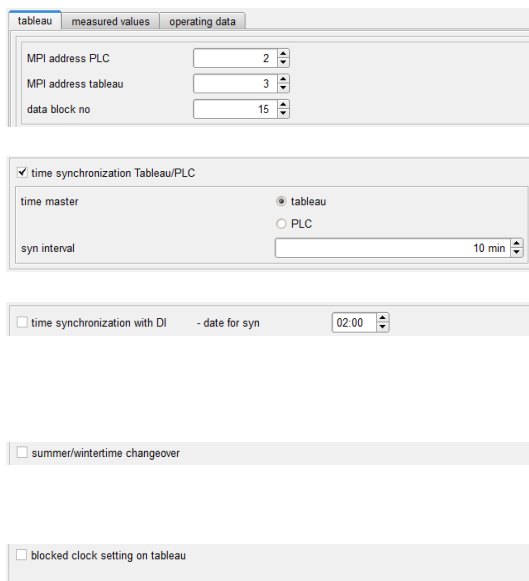 tableau measured values operating data
MPI address PLC 2
MPI address tableau 3
data block no 15
time synchronization Tableau/PLC
time master tableau
PLC
syn interval 10 min
time synchronization with DI - date for syn 02:00
summer/wintertime changeover
blocked clock setting on tableau